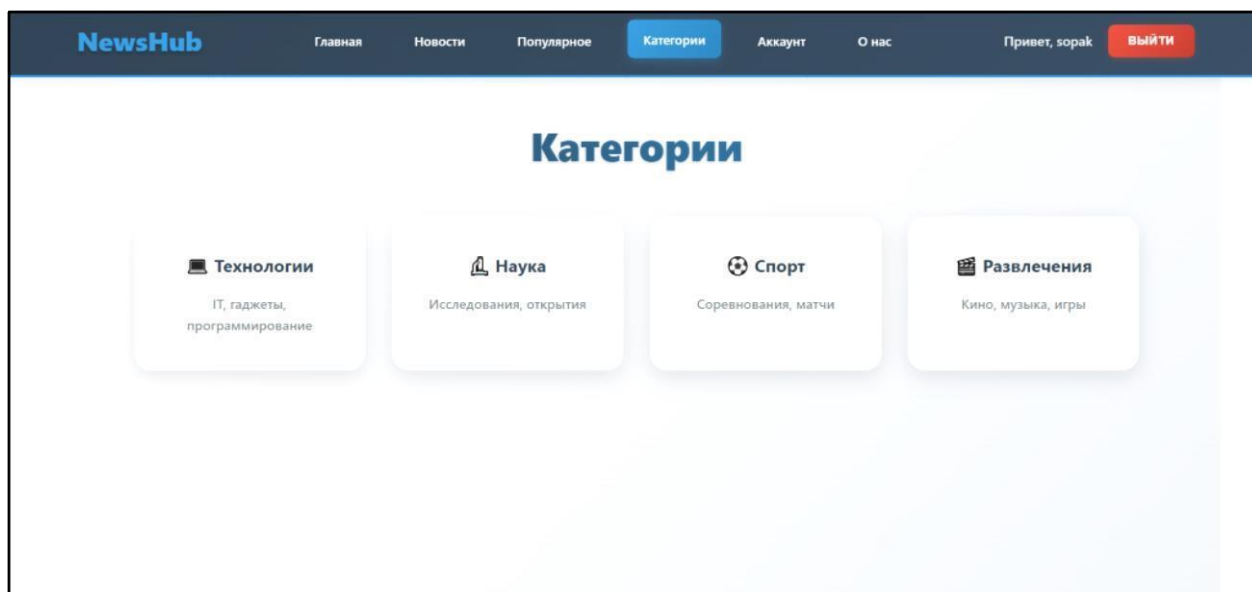 NewsHub Главная Новости Популярное Категории Аккаунт О нас Привет, sopak ВЫЙТИ
Категории
💻 Технологии
IT, гаджеты,
программирование
🔬 Наука
Исследования, открытия
⚽ Спорт
Соревнования, матчи
🎬 Развлечения
Кино, музыка, игры